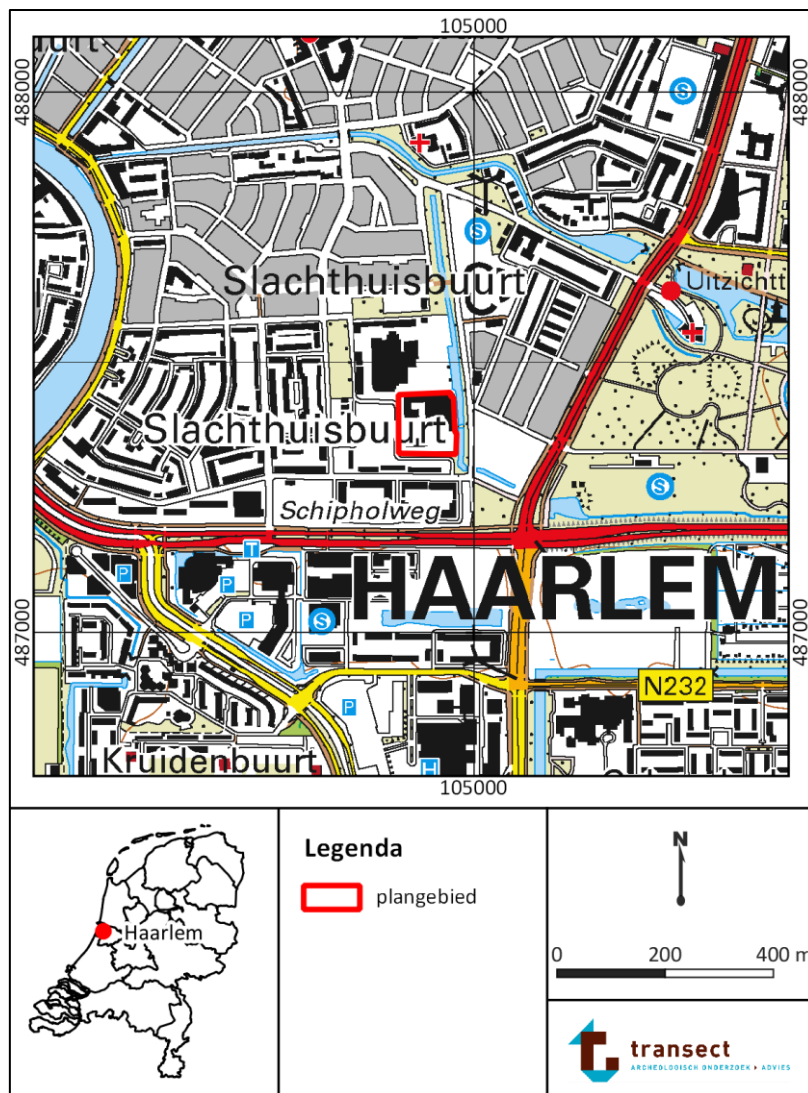 105000
488000
488000
S
S
Slachthuisbuurt
Uitzichtt
Slachthuisbuurt
S
Schipholweg
T
P
P
HAARLEM
P
S
487000
487000
N232
P
Kruidenbuurt
H
105000
Haarlem
Legenda
plangebied
N
0 200 400 m
transect
ARCHEOLOGISCH ONDERZOEK ▸ ADVIES